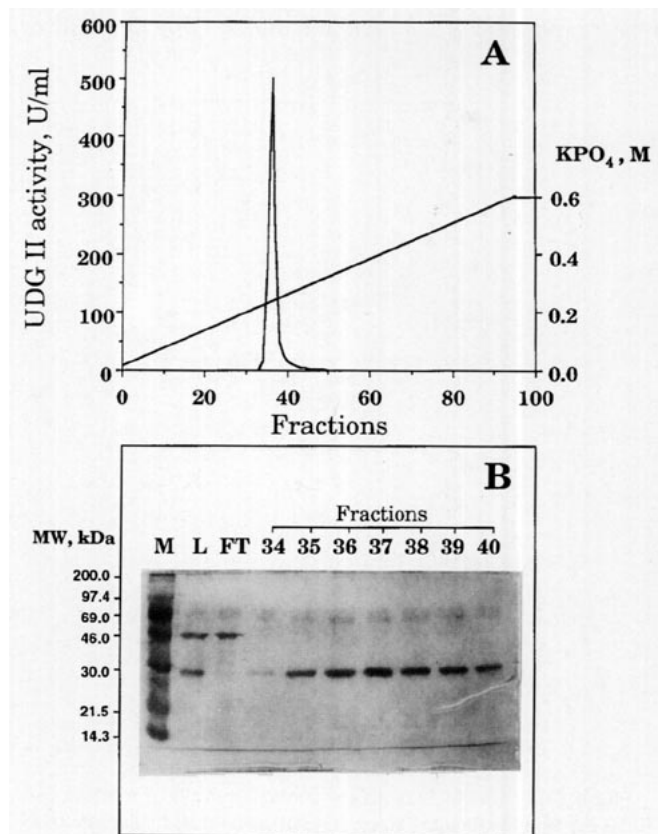 600
A
500
KPO₄, M
400
300
0.6
200
0.4
100
0.2
0
0.0
0 20 40 60 80 100
UDG II activity, U/ml
Fractions
B
Fractions
MW, kDa M L FT 34 35 36 37 38 39 40
200.0
97.4
69.0
46.0
30.0
21.5
14.3